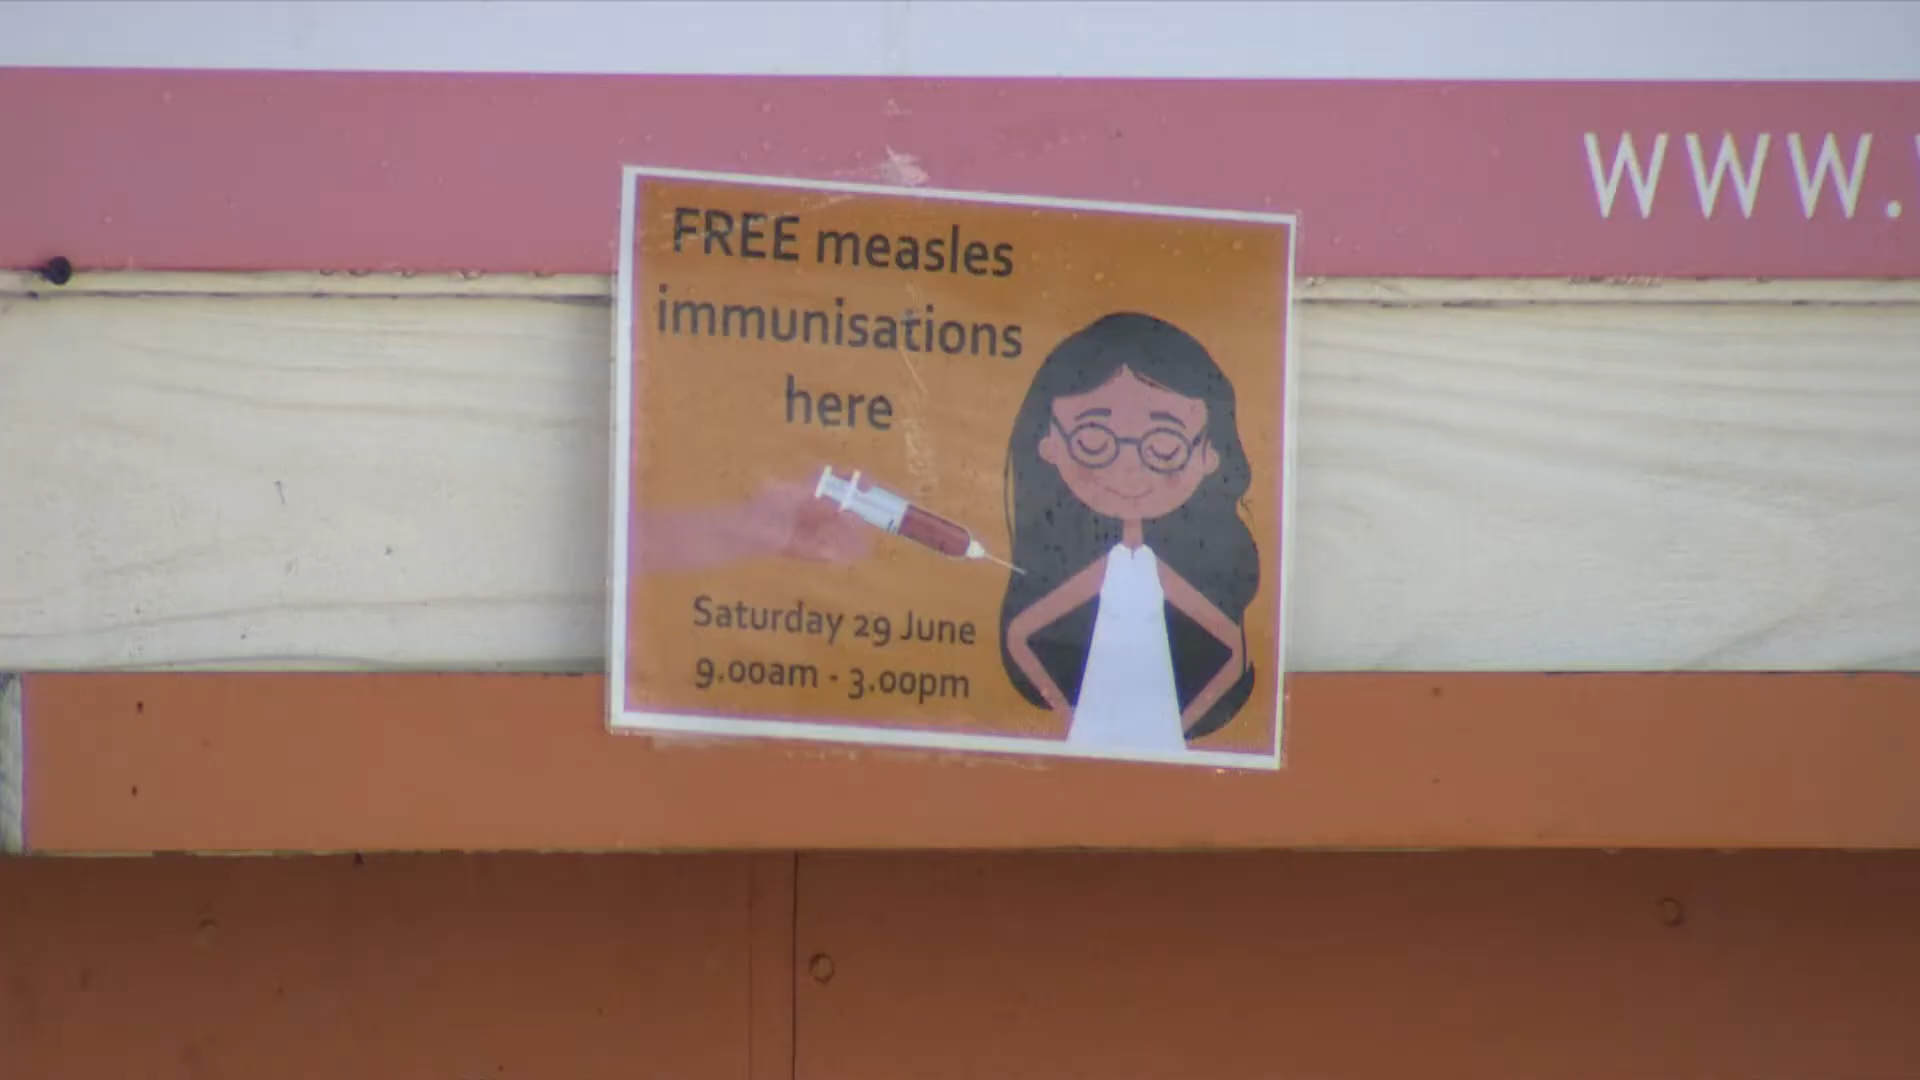 www.
FREE measles
immunisations
here
Saturday 29 June
9.00am - 3.00pm